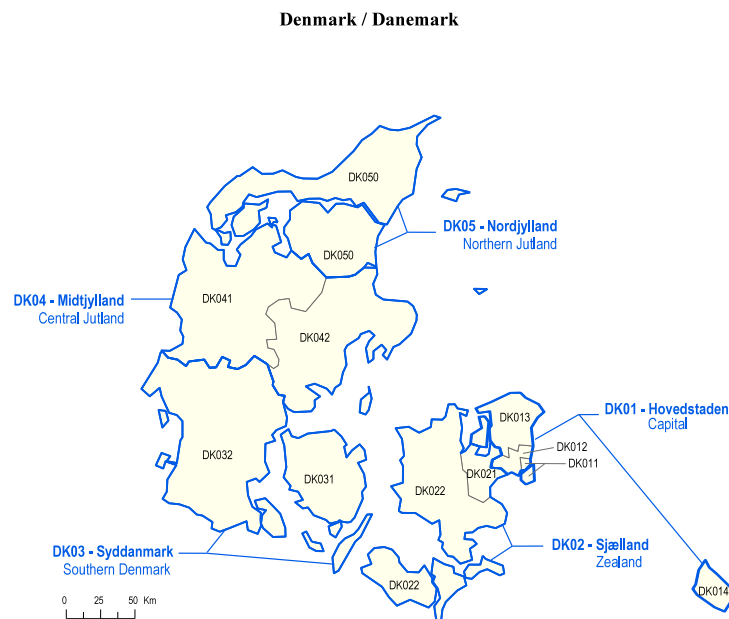 Denmark / Danemark
DK050
DK05 - Nordjylland
Northern Jutland
DK050
DK04 - Midtjylland
Central Jutland
DK041
DK042
DK013
DK01 - Hovedstaden
Capital
DK012
DK011
DK021
DK032
DK031
DK022
DK03 - Syddanmark
Southern Denmark
DK02 - Sjælland
Zealand
DK022
DK014
0 25 50 Km